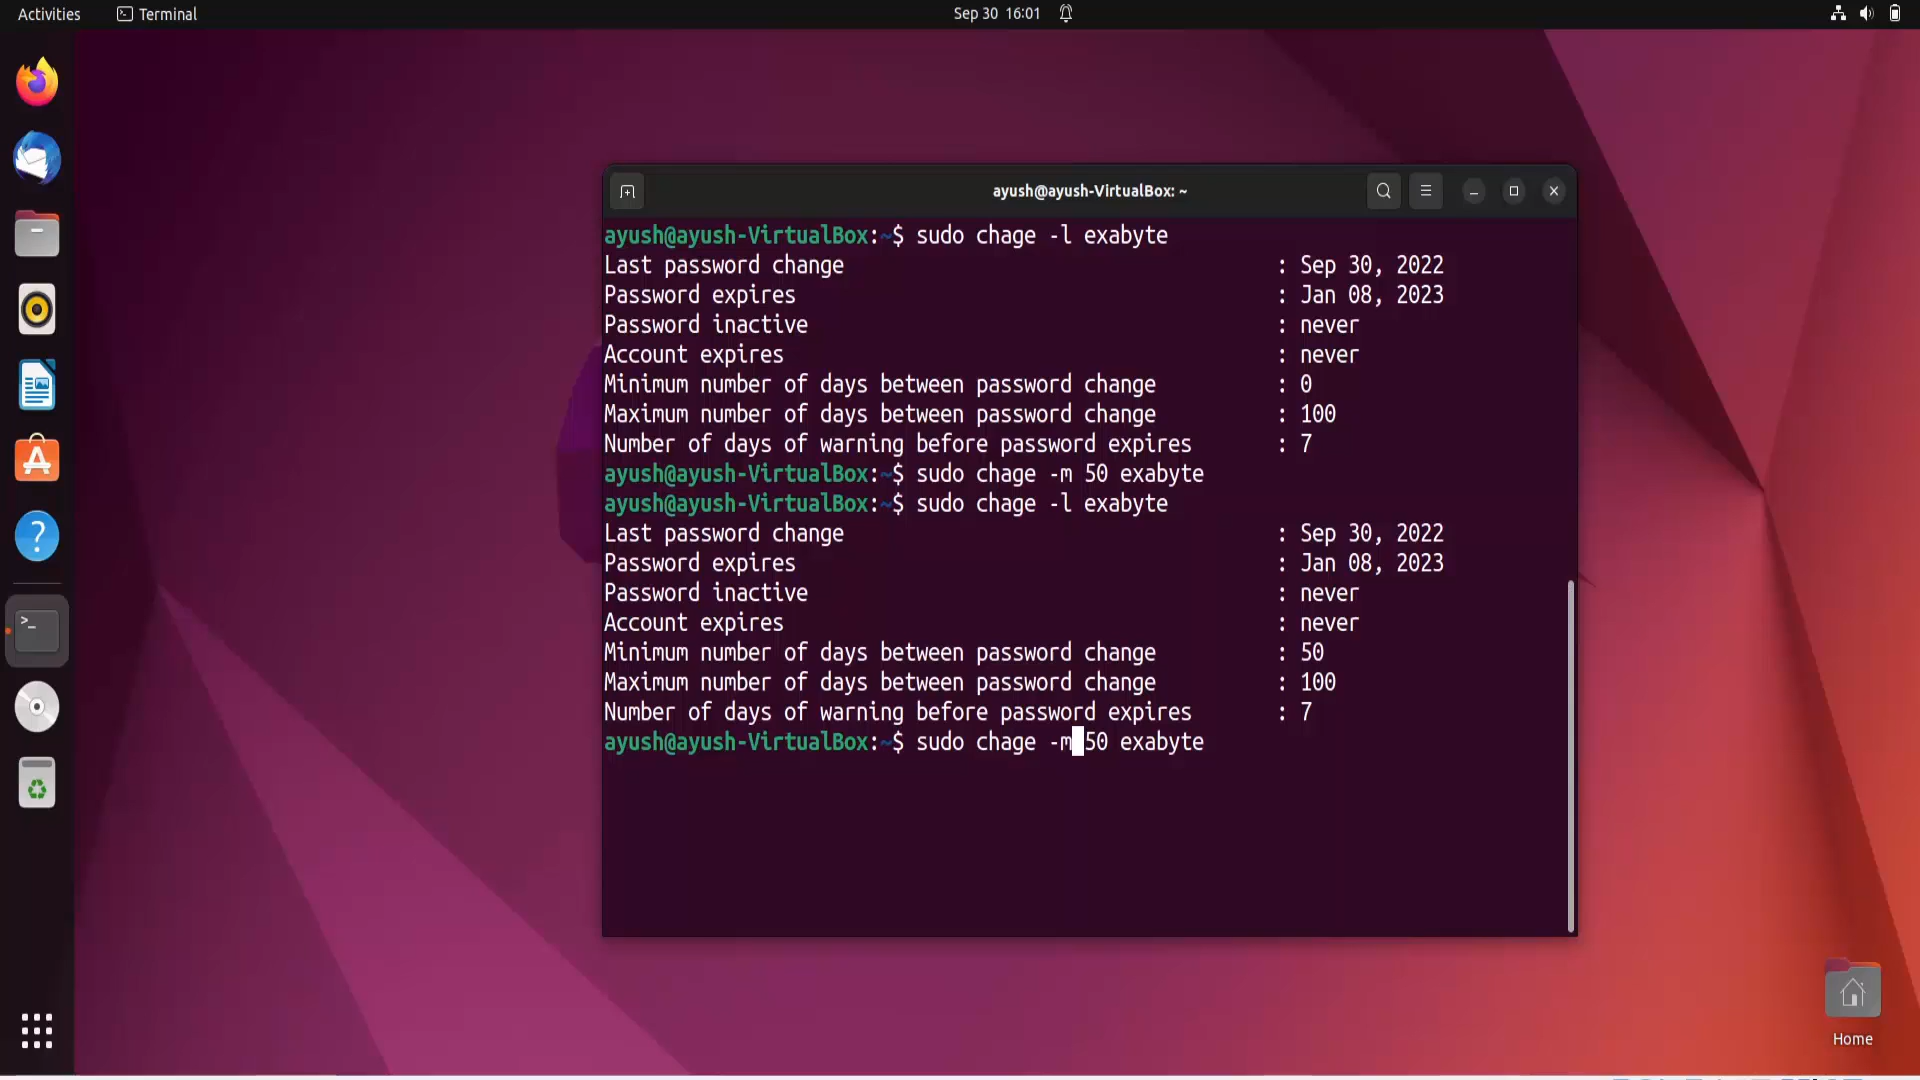 Activities
Terminal
Sep 30 16:01
ayush@ayush-VirtualBox: ~
ayush@ayush-VirtualBox:~$ sudo chage -l exabyte
Last password change : Sep 30, 2022
Password expires : Jan 08, 2023
Password inactive : never
Account expires : never
Minimum number of days between password change : 0
Maximum number of days between password change : 100
Number of days of warning before password expires : 7
ayush@ayush-VirtualBox:~$ sudo chage -m 50 exabyte
ayush@ayush-VirtualBox:~$ sudo chage -l exabyte
Last password change : Sep 30, 2022
Password expires : Jan 08, 2023
Password inactive : never
Account expires : never
Minimum number of days between password change : 50
Maximum number of days between password change : 100
Number of days of warning before password expires : 7
ayush@ayush-VirtualBox:~$ sudo chage -m 50 exabyte
Home